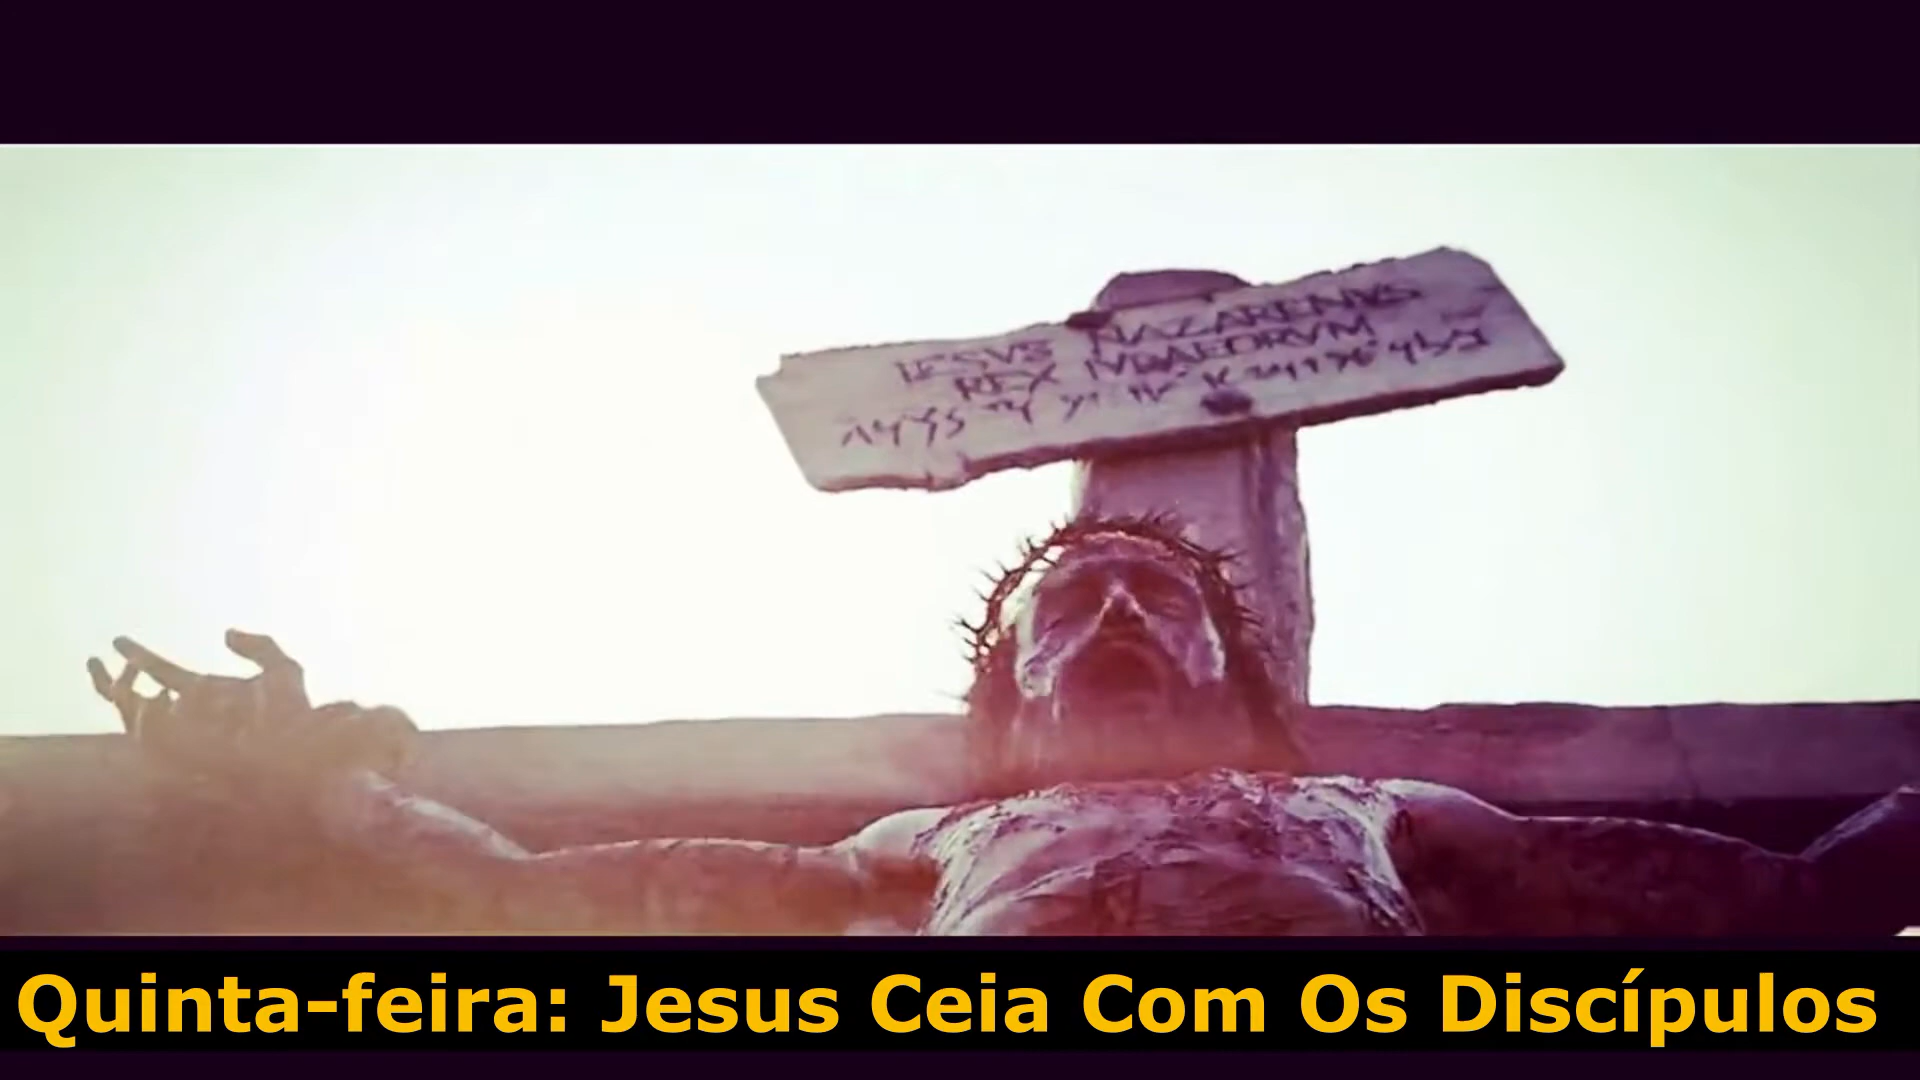 IESVS NAZARENVS
REX IVDAEORVM
Quinta-feira: Jesus Ceia Com Os Discípulos